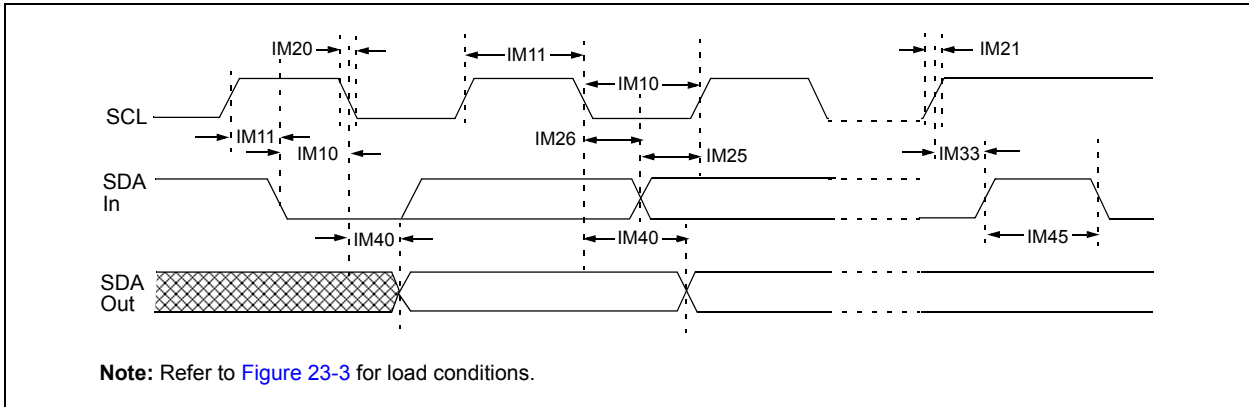 IM20
IM11
IM21
IM10
SCL
IM11
IM26
IM10
IM25
IM33
SDA
In
IM40
IM40
IM45
SDA
Out
Note: Refer to Figure 23-3 for load conditions.